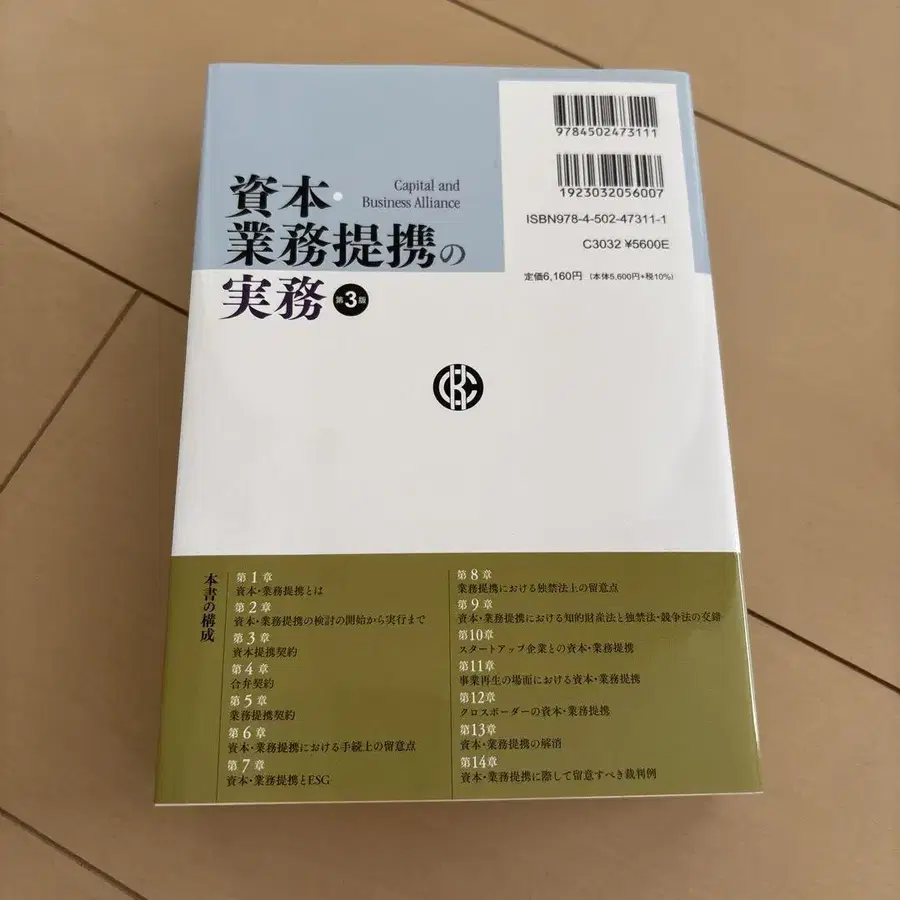 資本・
業務提携の
実務 第3版
Capital and
Business Alliance
9784502473111
1923032056007
ISBN978-4-502-47311-1
C3032 ¥5600E
定価6,160円 (本体5,600円+税10%)
本書の構成
第1章
資本・業務提携とは
第2章
資本・業務提携の検討の開始から実行まで
第3章
資本提携契約
第4章
合弁契約
第5章
業務提携契約
第6章
資本・業務提携における手続上の留意点
第7章
資本・業務提携とESG
第8章
業務提携における独禁法上の留意点
第9章
資本・業務提携における知的財産法と独禁法・競争法の交錯
第10章
スタートアップ企業との資本・業務提携
第11章
事業再生の場面における資本・業務提携
第12章
クロスボーダーの資本・業務提携
第13章
資本・業務提携の解消
第14章
資本・業務提携に際して留意すべき裁判例